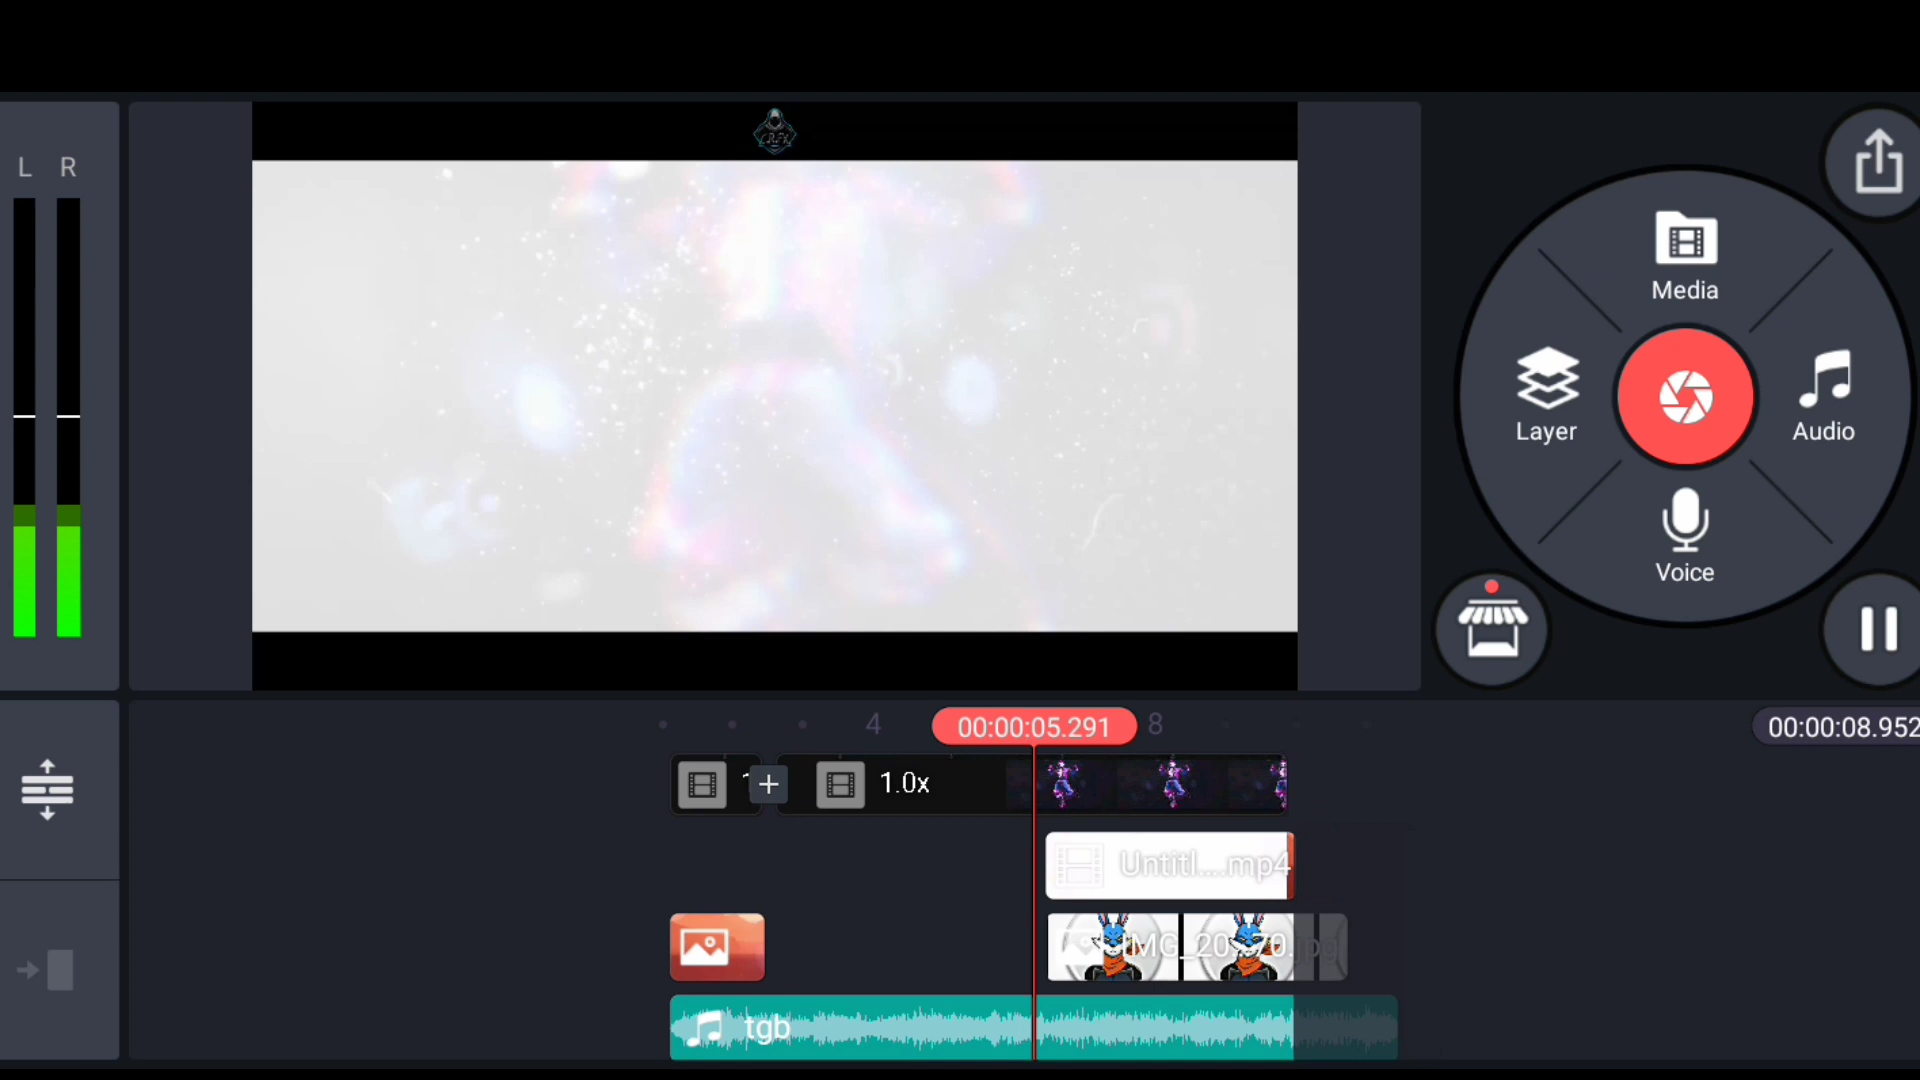 L R
Media
Layer
Audio
Voice
4
00:00:05.291
8
00:00:08.952
1.0x
Untitl....mp4
tgb